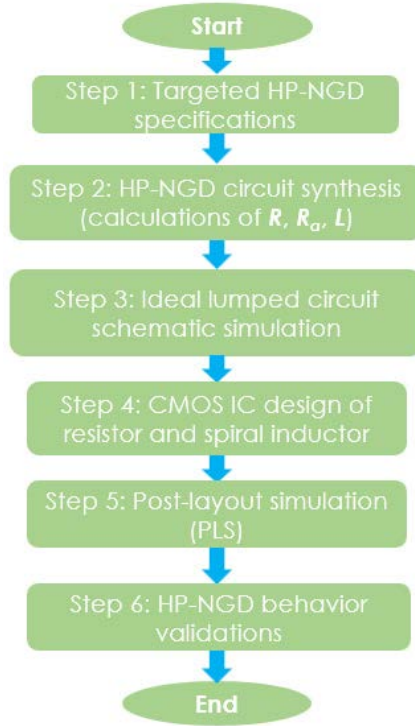 Start
Step 1: Targeted HP-NGD
specifications
Step 2: HP-NGD circuit synthesis
(calculations of R, Rₐ, L)
Step 3: Ideal lumped circuit
schematic simulation
Step 4: CMOS IC design of
resistor and spiral inductor
Step 5: Post-layout simulation
(PLS)
Step 6: HP-NGD behavior
validations
End